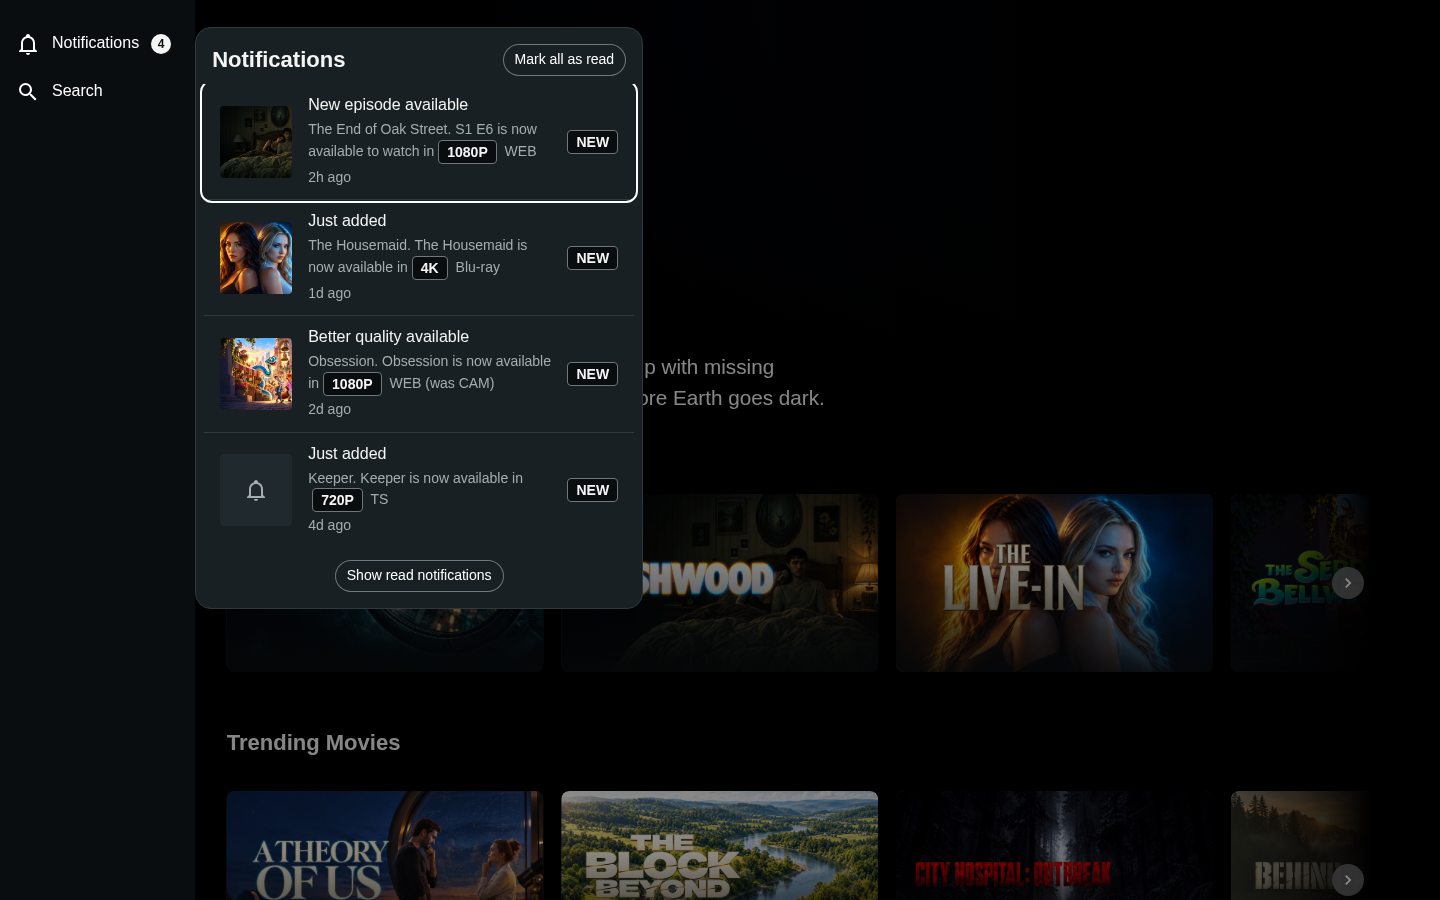 Notifications 4
Search
Notifications
Mark all as read
New episode available
The End of Oak Street. S1 E6 is now
available to watch in 1080P WEB
2h ago
NEW
Just added
The Housemaid. The Housemaid is
now available in 4K Blu-ray
1d ago
NEW
Better quality available
Obsession. Obsession is now available
in 1080P WEB (was CAM)
2d ago
NEW
Just added
Keeper. Keeper is now available in
720P TS
4d ago
NEW
Show read notifications
p with missing
ore Earth goes dark.
SHWOOD
THE
LIVE-IN
THE
Trending Movies
A THEORY
OF US
THE
BLOCK
BEYOND
CITY HOSPITAL: OUTBREAK